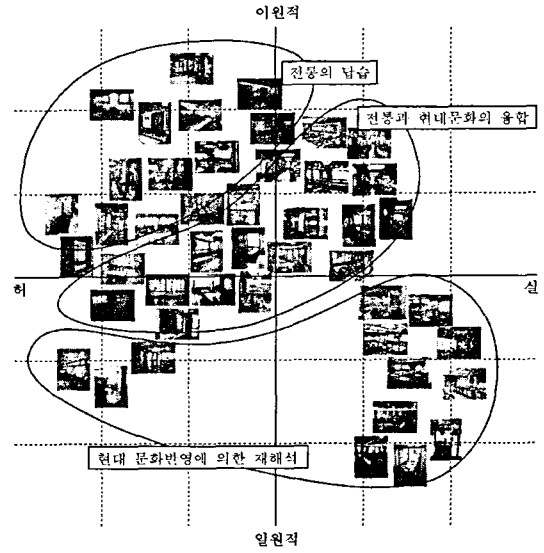 이원적
전통의 답습
전통과 현대문화의 융합
허
실
현대 문화반영에 의한 재해석
일원적